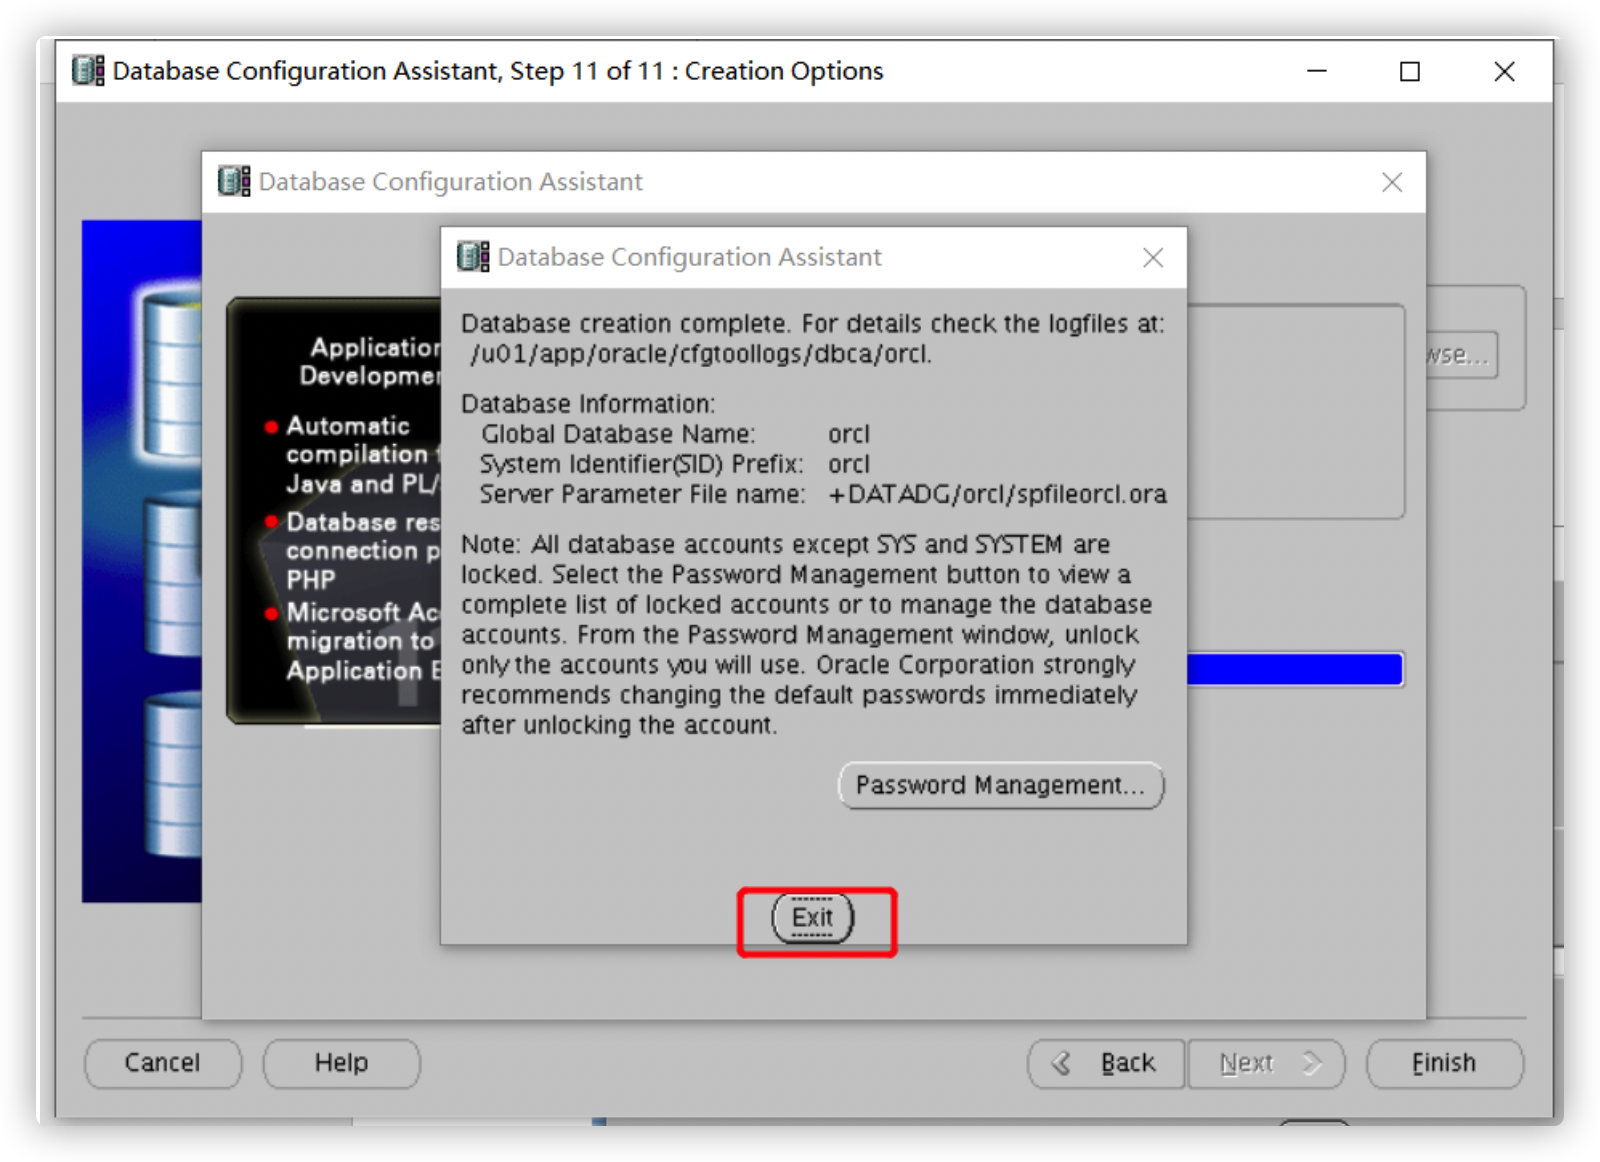 Database Configuration Assistant, Step 11 of 11 : Creation Options
Database Configuration Assistant
Database Configuration Assistant
Application
Developme
Automatic
compilation
Java and PL/
Database res
connection p
PHP
Microsoft Ac
migration to
Application E
Database creation complete. For details check the logfiles at:
/u01/app/oracle/cfgtoollogs/dbca/orcl.
Database Information:
Global Database Name: orcl
System Identifier(SID) Prefix: orcl
Server Parameter File name: +DATADG/orcl/spfileorcl.ora
Note: All database accounts except SYS and SYSTEM are
locked. Select the Password Management button to view a
complete list of locked accounts or to manage the database
accounts. From the Password Management window, unlock
only the accounts you will use. Oracle Corporation strongly
recommends changing the default passwords immediately
after unlocking the account.
Password Management...
Exit
wse...
Cancel
Help
Back
Next
Finish